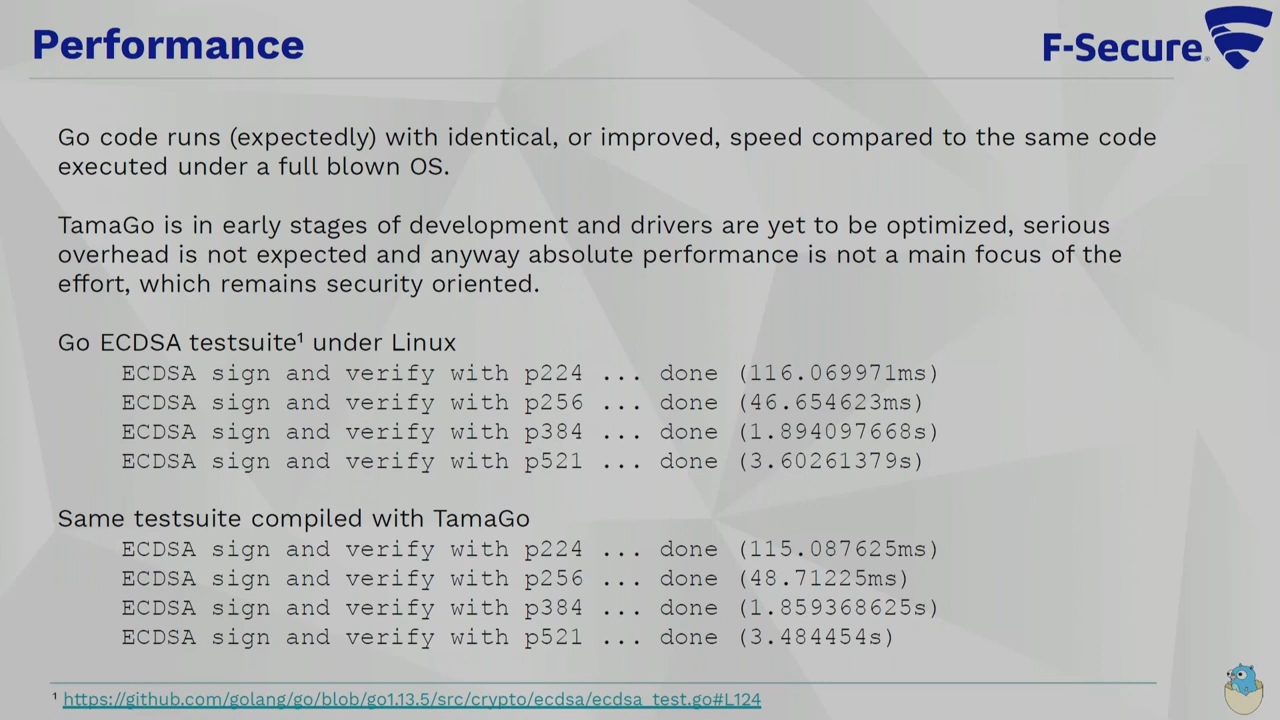 Performance
F-Secure®
Go code runs (expectedly) with identical, or improved, speed compared to the same code
executed under a full blown OS.
TamaGo is in early stages of development and drivers are yet to be optimized, serious
overhead is not expected and anyway absolute performance is not a main focus of the
effort, which remains security oriented.
Go ECDSA testsuite¹ under Linux
ECDSA sign and verify with p224 ... done (116.069971ms)
ECDSA sign and verify with p256 ... done (46.654623ms)
ECDSA sign and verify with p384 ... done (1.894097668s)
ECDSA sign and verify with p521 ... done (3.60261379s)
Same testsuite compiled with TamaGo
ECDSA sign and verify with p224 ... done (115.087625ms)
ECDSA sign and verify with p256 ... done (48.71225ms)
ECDSA sign and verify with p384 ... done (1.859368625s)
ECDSA sign and verify with p521 ... done (3.484454s)
¹ https://github.com/golang/go/blob/go1.13.5/src/crypto/ecdsa/ecdsa_test.go#L124